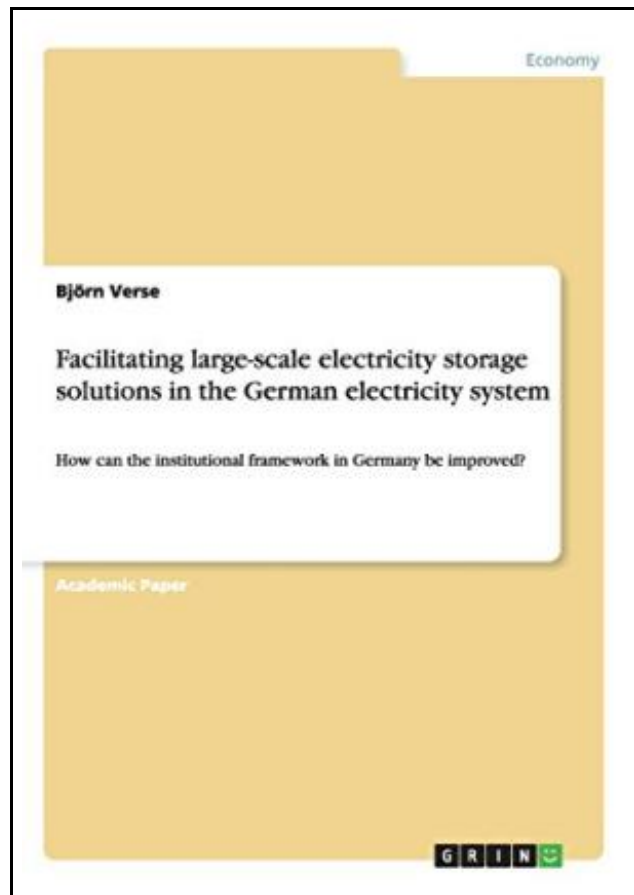 Economy
Björn Verse
Facilitating large-scale electricity storage
solutions in the German electricity system
How can the institutional framework in Germany be improved?
Academic Paper
GRIN